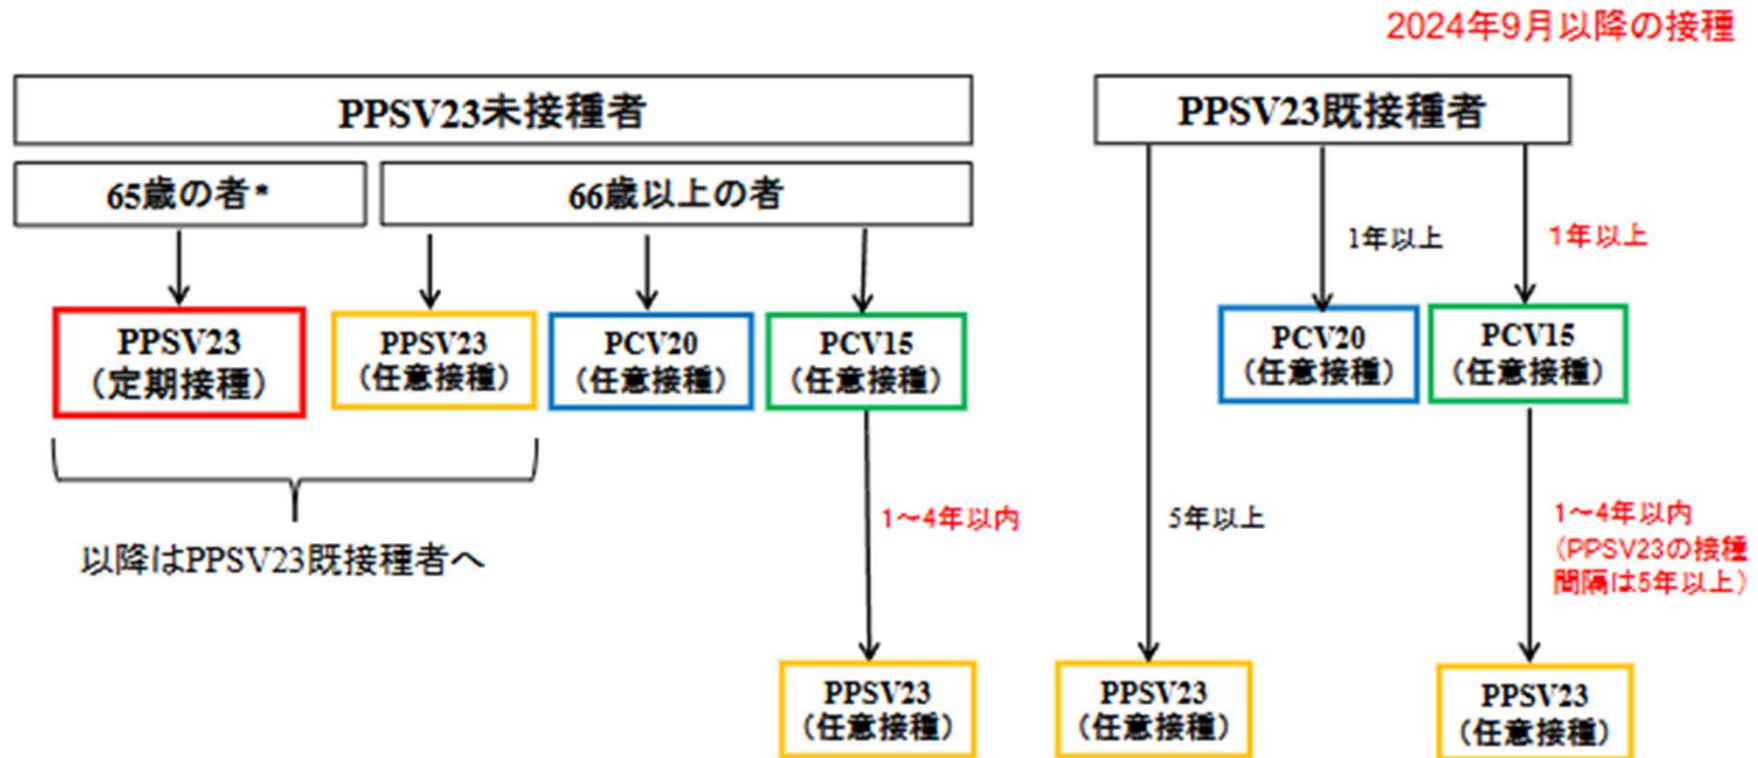 2024年9月以降の接種
PPSV23未接種者
65歳の者*
66歳以上の者
PPSV23
（定期接種）
PPSV23
（任意接種）
PCV20
（任意接種）
PCV15
（任意接種）
以降はPPSV23既接種者へ
1～4年以内
PPSV23
（任意接種）
PPSV23既接種者
1年以上
1年以上
PCV20
（任意接種）
PCV15
（任意接種）
5年以上
1～4年以内
（PPSV23の接種
間隔は5年以上）
PPSV23
（任意接種）
PPSV23
（任意接種）